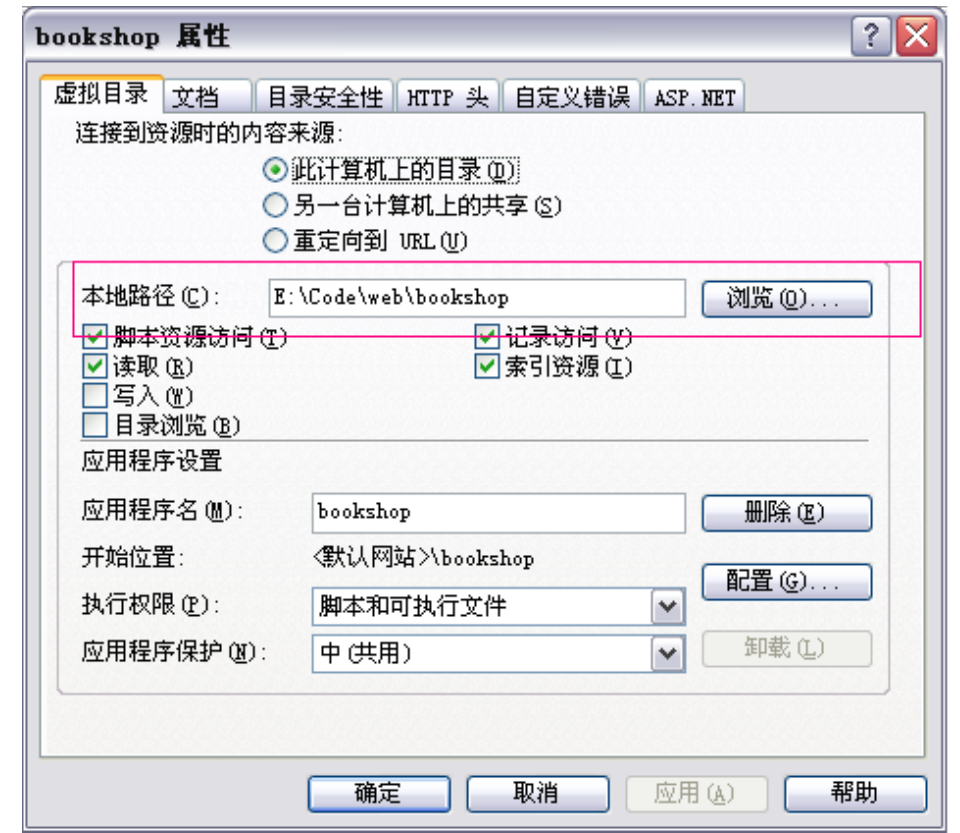 bookshop 属性
虚拟目录 文档 目录安全性 HTTP 头 自定义错误 ASP.NET
连接到资源时的内容来源:
此计算机上的目录(D)
另一台计算机上的共享(S)
重定向到 URL(U)
本地路径(C): E:\Code\web\bookshop 浏览(O)...
脚本资源访问(T) 记录访问(V)
读取(R) 索引资源(I)
写入(W)
目录浏览(B)
应用程序设置
应用程序名(M): bookshop 删除(E)
开始位置: <默认网站>\bookshop
配置(G)...
执行权限(P): 脚本和可执行文件
应用程序保护(N): 中(共用) 卸载(L)
确定 取消 应用(A) 帮助